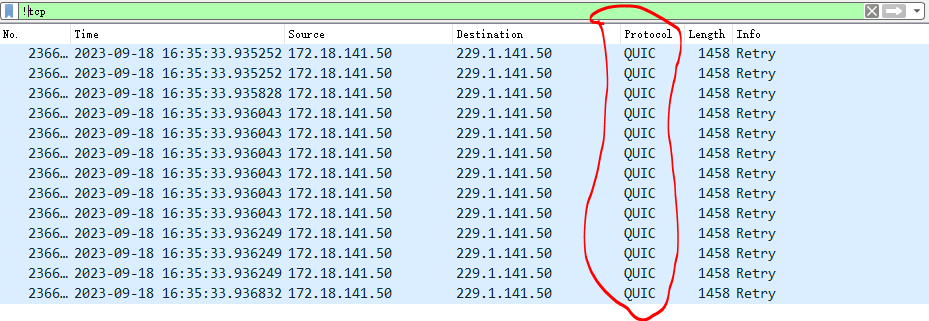 !tcp
No. Time Source Destination Protocol Length Info
2366… 2023-09-18 16:35:33.935252 172.18.141.50 229.1.141.50 QUIC 1458 Retry
2366… 2023-09-18 16:35:33.935252 172.18.141.50 229.1.141.50 QUIC 1458 Retry
2366… 2023-09-18 16:35:33.935828 172.18.141.50 229.1.141.50 QUIC 1458 Retry
2366… 2023-09-18 16:35:33.936043 172.18.141.50 229.1.141.50 QUIC 1458 Retry
2366… 2023-09-18 16:35:33.936043 172.18.141.50 229.1.141.50 QUIC 1458 Retry
2366… 2023-09-18 16:35:33.936043 172.18.141.50 229.1.141.50 QUIC 1458 Retry
2366… 2023-09-18 16:35:33.936043 172.18.141.50 229.1.141.50 QUIC 1458 Retry
2366… 2023-09-18 16:35:33.936043 172.18.141.50 229.1.141.50 QUIC 1458 Retry
2366… 2023-09-18 16:35:33.936043 172.18.141.50 229.1.141.50 QUIC 1458 Retry
2366… 2023-09-18 16:35:33.936249 172.18.141.50 229.1.141.50 QUIC 1458 Retry
2366… 2023-09-18 16:35:33.936249 172.18.141.50 229.1.141.50 QUIC 1458 Retry
2366… 2023-09-18 16:35:33.936249 172.18.141.50 229.1.141.50 QUIC 1458 Retry
2366… 2023-09-18 16:35:33.936832 172.18.141.50 229.1.141.50 QUIC 1458 Retry